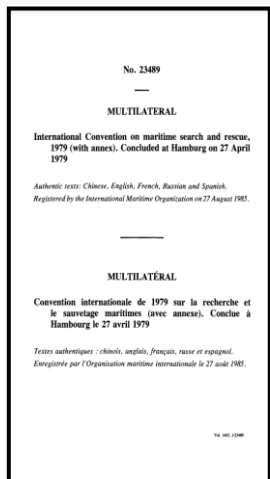 No. 23489
MULTILATERAL
International Convention on maritime search and rescue,
1979 (with annex). Concluded at Hamburg on 27 April
1979
Authentic texts: Chinese, English, French, Russian and Spanish.
Registered by the International Maritime Organization on 27 August 1985.
MULTILATÉRAL
Convention internationale de 1979 sur la recherche et
le sauvetage maritimes (avec annexe). Conclue à
Hambourg le 27 avril 1979
Textes authentiques : chinois, anglais, français, russe et espagnol.
Enregistrée par l'Organisation maritime internationale le 27 août 1985.
Vol. 1405, I-23489